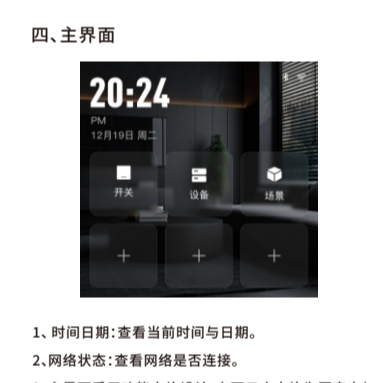 四、主界面
20:24
PM
12月19日 周二
开关 设备 场景
1、时间日期:查看当前时间与日期。
2、网络状态:查看网络是否连接。